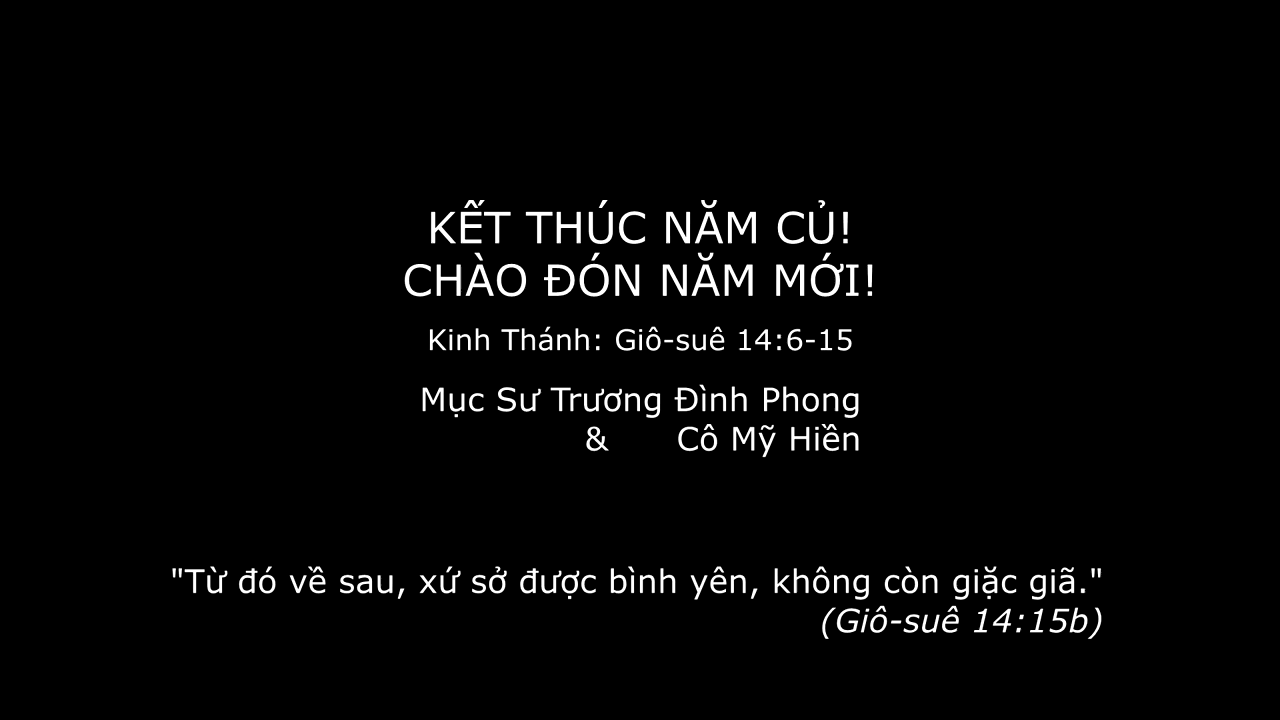 KẾT THÚC NĂM CỦ!
CHÀO ĐÓN NĂM MỚI!
Kinh Thánh: Giô-suê 14:6-15
Mục Sư Trương Đình Phong
& Cô Mỹ Hiền
"Từ đó về sau, xứ sở được bình yên, không còn giặc giã."
(Giô-suê 14:15b)